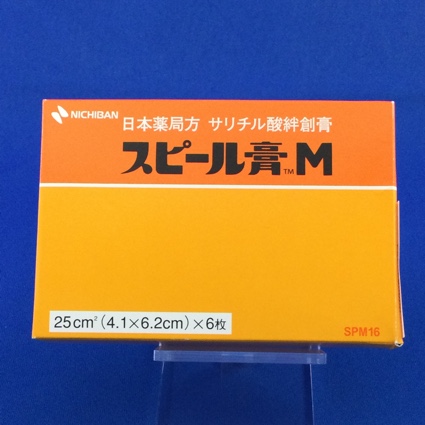 NICHIBAN
日本薬局方 サリチル酸絆創膏
スピール膏™M
25cm²(4.1×6.2cm)×6枚
SPM16